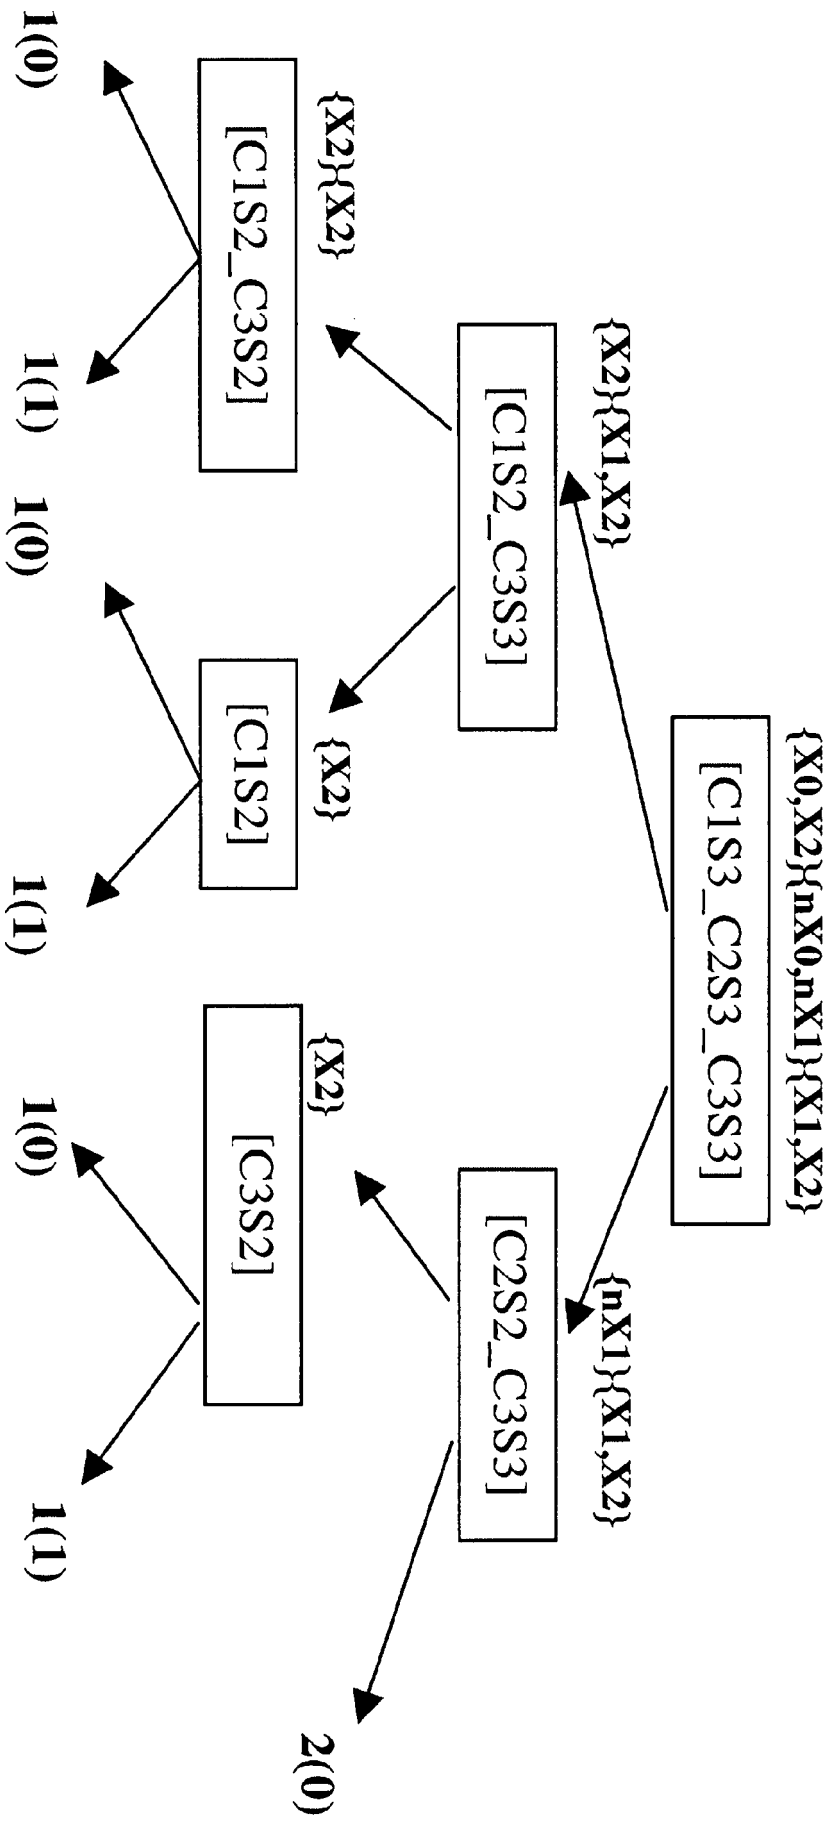 {X0,X2}{nX0,nX1}{X1,X2}
[C1S3_C2S3_C3S3]
{X2}{X1,X2}
{nX1}{X1,X2}
[C1S2_C3S3]
[C2S2_C3S3]
{X2}{X2}
{X2}
{X2}
2(0)
[C1S2_C3S2]
[C1S2]
[C3S2]
1(0)
1(1)
1(0)
1(1)
1(0)
1(1)